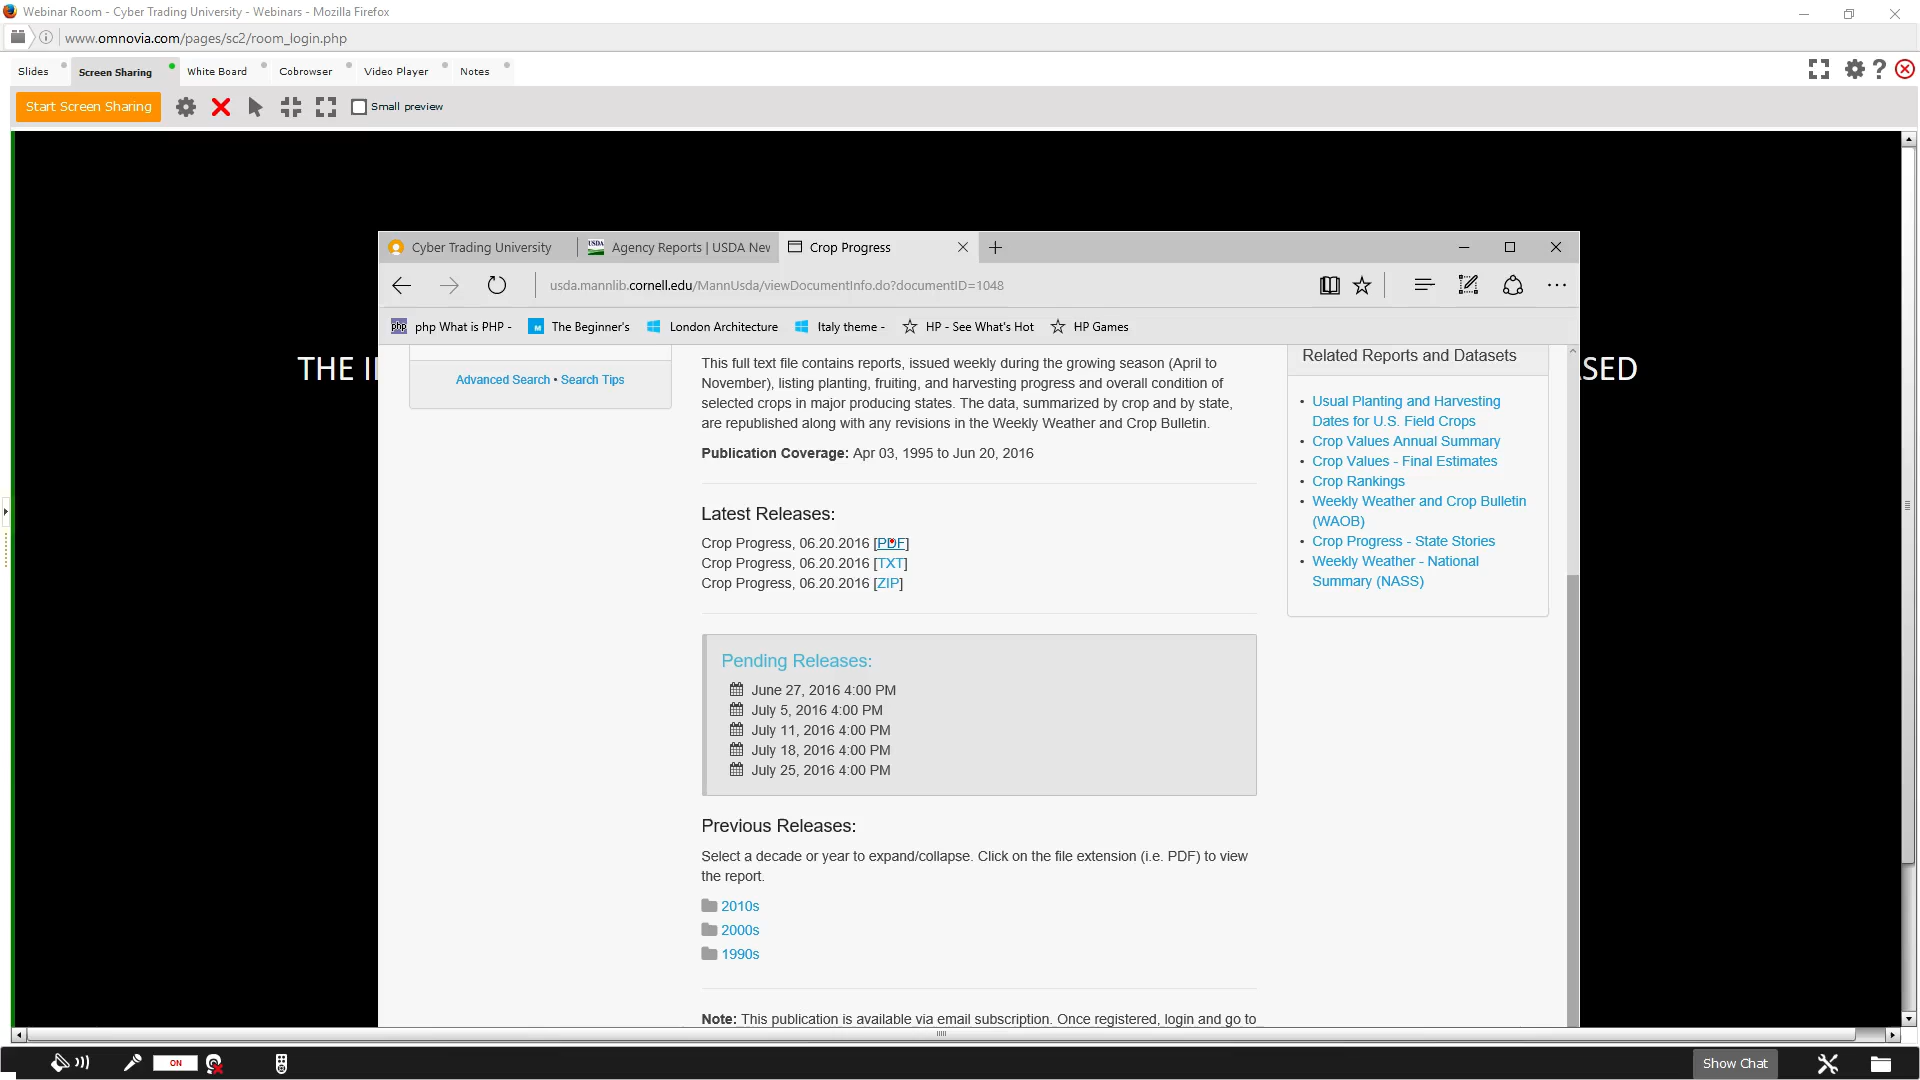 Webinar Room - Cyber Trading University - Webinars - Mozilla Firefox
www.omnovia.com/pages/sc2/room_login.php
Slides Screen Sharing White Board Cobrowser Video Player Notes
Start Screen Sharing Small preview
Cyber Trading University Agency Reports | USDA Nev Crop Progress
usda.mannlib.cornell.edu/MannUsda/viewDocumentInfo.do?documentID=1048
php What is PHP - The Beginner's London Architecture Italy theme - HP - See What's Hot HP Games
THE I
ASED
Advanced Search • Search Tips
This full text file contains reports, issued weekly during the growing season (April to
November), listing planting, fruiting, and harvesting progress and overall condition of
selected crops in major producing states. The data, summarized by crop and by state,
are republished along with any revisions in the Weekly Weather and Crop Bulletin.
Publication Coverage: Apr 03, 1995 to Jun 20, 2016
Latest Releases:
Crop Progress, 06.20.2016 [PDF]
Crop Progress, 06.20.2016 [TXT]
Crop Progress, 06.20.2016 [ZIP]
Pending Releases:
June 27, 2016 4:00 PM
July 5, 2016 4:00 PM
July 11, 2016 4:00 PM
July 18, 2016 4:00 PM
July 25, 2016 4:00 PM
Previous Releases:
Select a decade or year to expand/collapse. Click on the file extension (i.e. PDF) to view
the report.
2010s
2000s
1990s
Note: This publication is available via email subscription. Once registered, login and go to
Related Reports and Datasets
• Usual Planting and Harvesting
Dates for U.S. Field Crops
• Crop Values Annual Summary
• Crop Values - Final Estimates
• Crop Rankings
• Weekly Weather and Crop Bulletin
(WAOB)
• Crop Progress - State Stories
• Weekly Weather - National
Summary (NASS)
ON
Show Chat